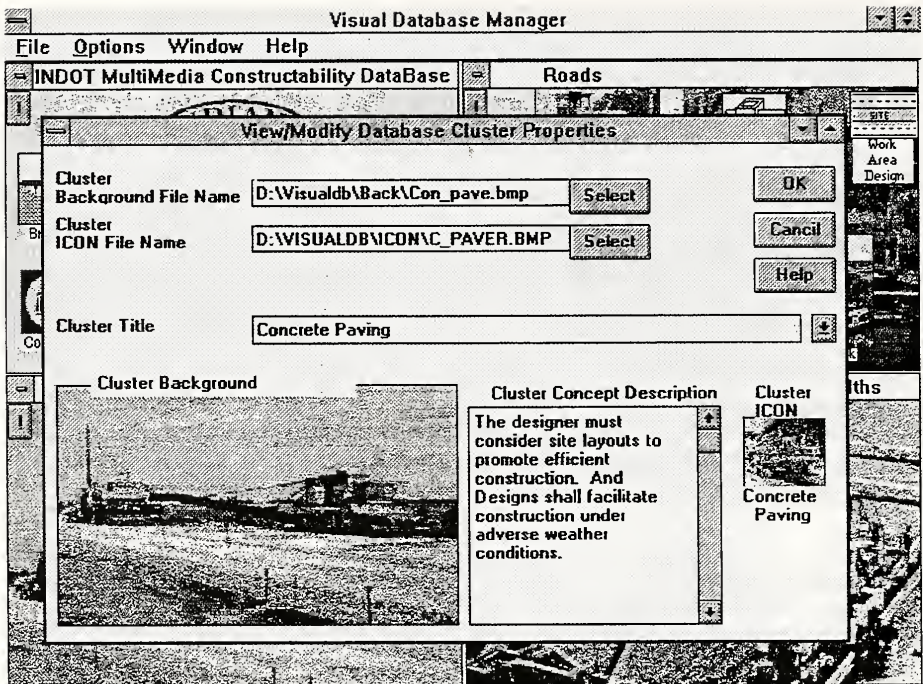 Visual Database Manager
File Options Window Help
INDOT MultiMedia Constructability DataBase
Roads
SITE
Work
Area
Design
View/Modify Database Cluster Properties
Cluster
Background File Name
D:\Visualdb\Back\Con_pave.bmp
Select
OK
Cluster
ICON File Name
D:\VISUALDB\ICON\C_PAVER.BMP
Select
Cancil
Help
Cluster Title
Concrete Paving
Cluster Background
Cluster Concept Description
The designer must
consider site layouts to
promote efficient
construction. And
Designs shall facilitate
construction under
adverse weather
conditions.
Cluster
ICON
Concrete
Paving